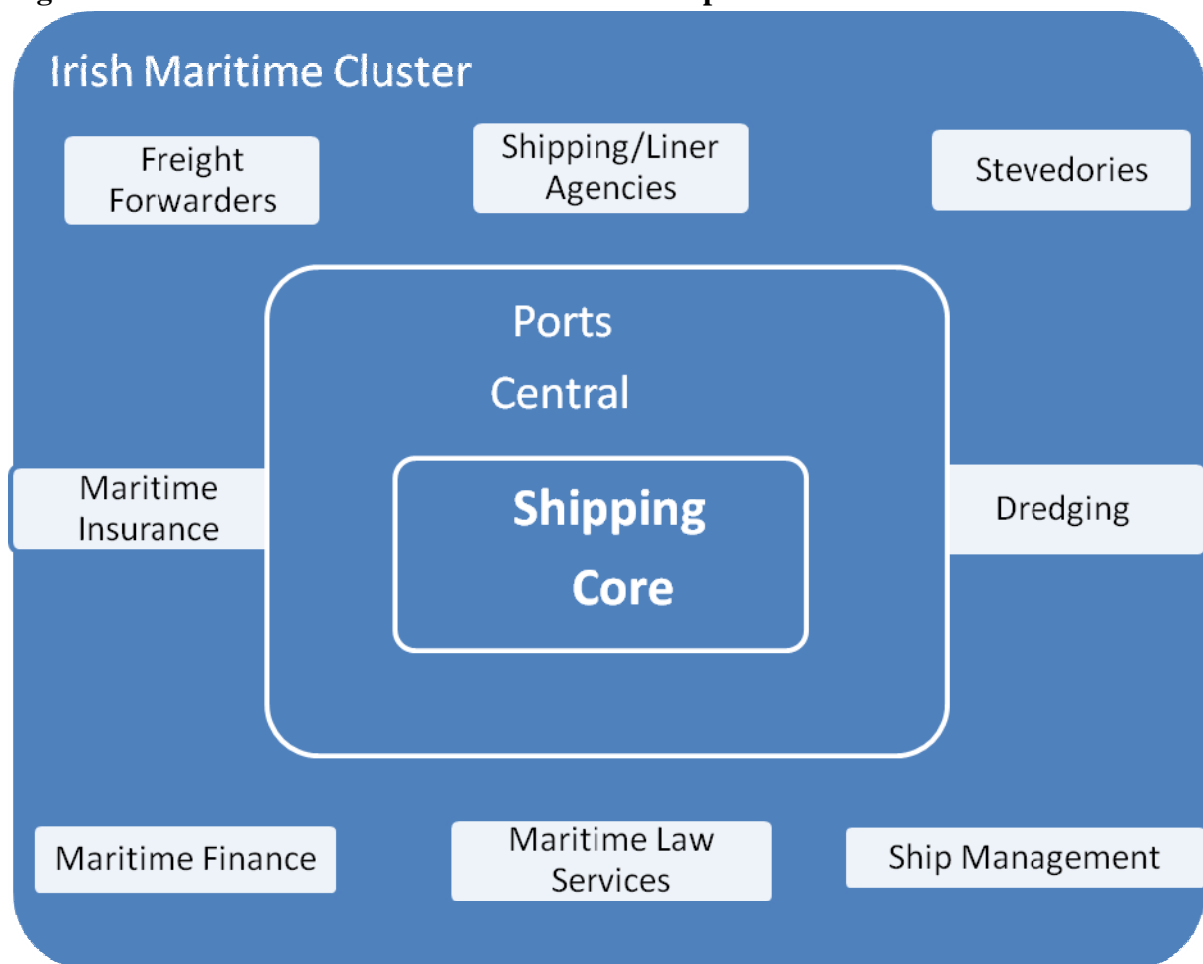 Irish Maritime Cluster
Freight
Forwarders
Shipping/Liner
Agencies
Stevedories
Ports
Central
Maritime
Insurance
Shipping
Core
Dredging
Maritime Finance
Maritime Law
Services
Ship Management